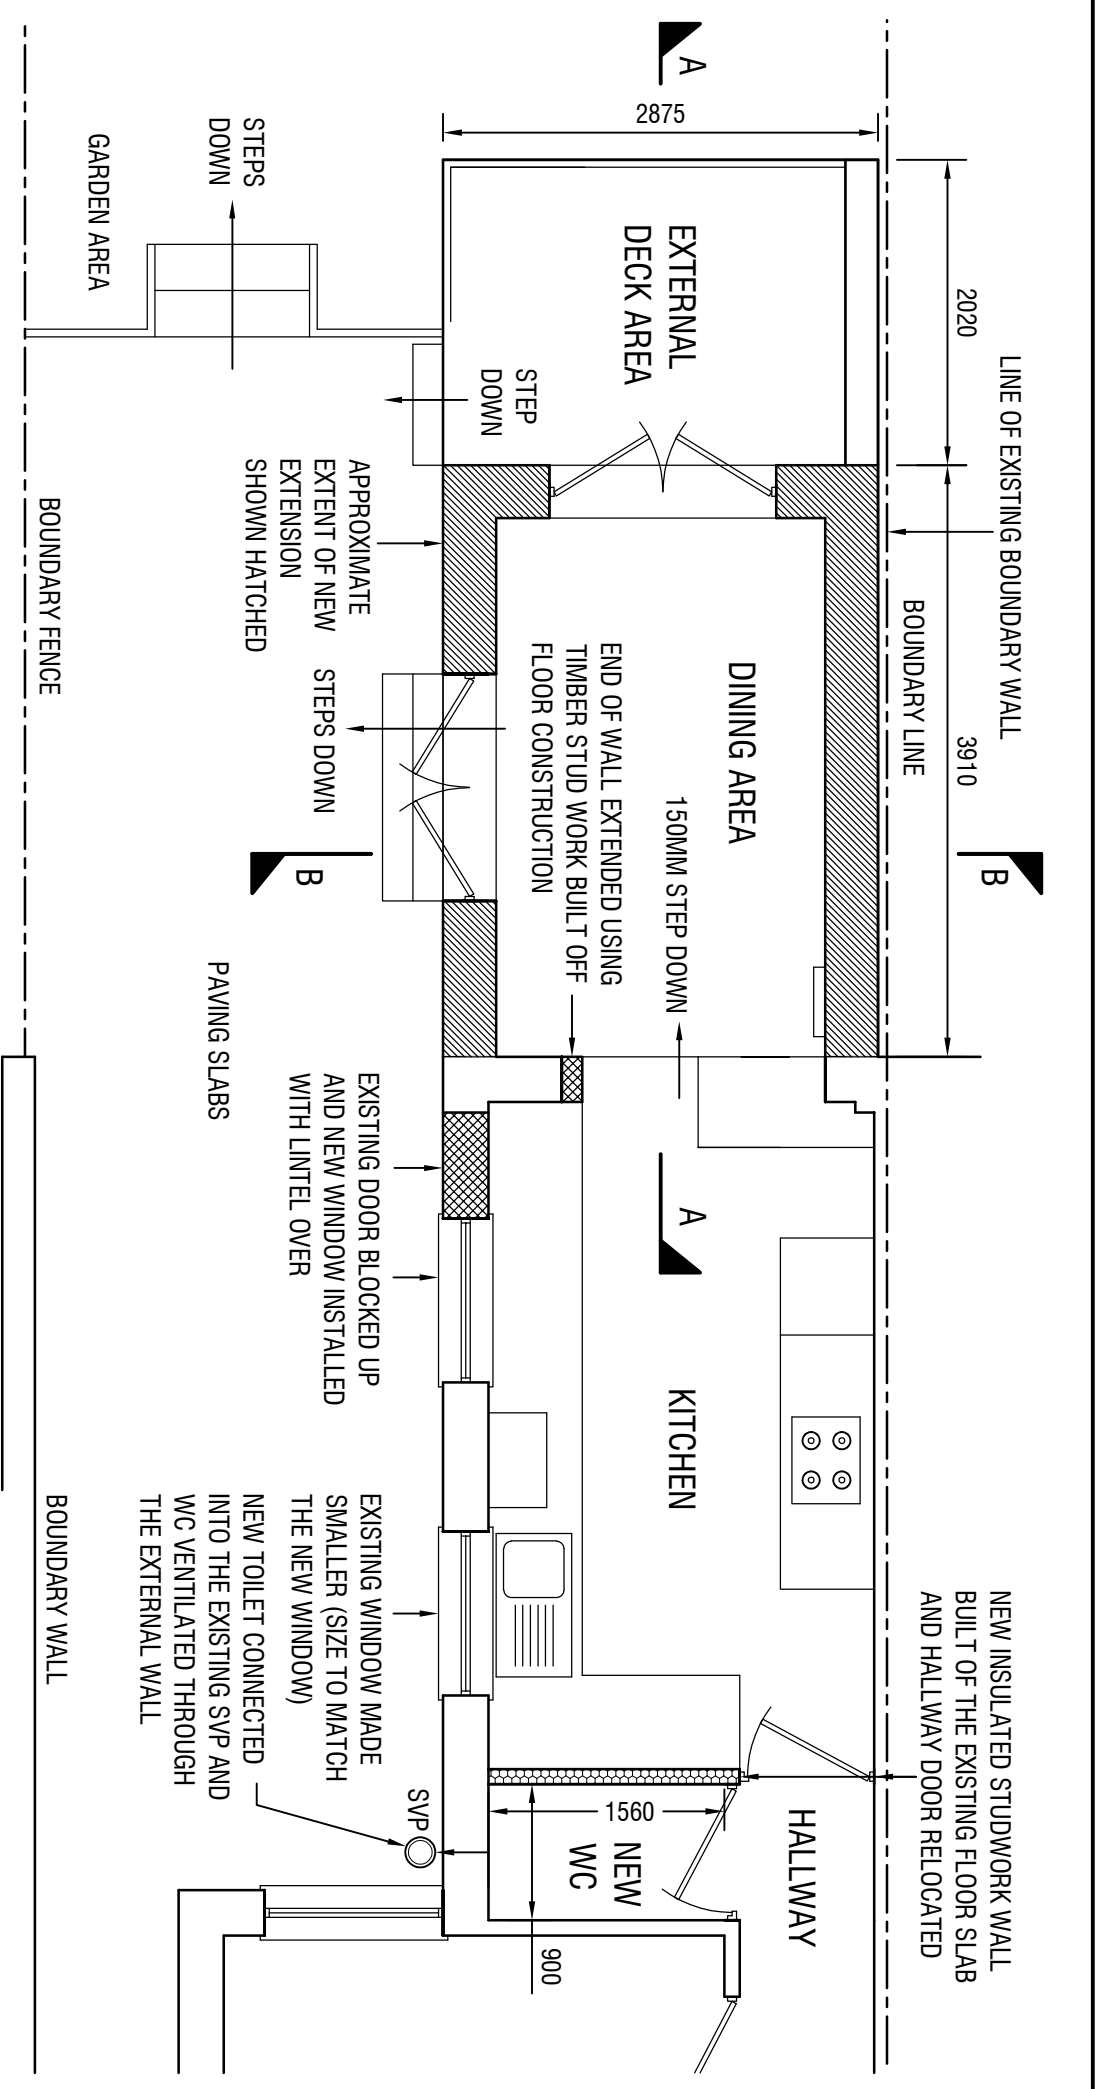 NEW INSULATED STUDWORK WALL
BUILT OF THE EXISTING FLOOR SLAB
AND HALLWAY DOOR RELOCATED
LINE OF EXISTING BOUNDARY WALL
2020
3910
BOUNDARY LINE
B
A
2875
EXTERNAL
DECK AREA
DINING AREA
150MM STEP DOWN
END OF WALL EXTENDED USING
TIMBER STUD WORK BUILT OFF
FLOOR CONSTRUCTION
A
KITCHEN
HALLWAY
1560
NEW
WC
900
STEP
DOWN
STEPS
DOWN
GARDEN AREA
APPROXIMATE
EXTENT OF NEW
EXTENSION
SHOWN HATCHED
STEPS DOWN
B
PAVING SLABS
EXISTING DOOR BLOCKED UP
AND NEW WINDOW INSTALLED
WITH LINTEL OVER
EXISTING WINDOW MADE
SMALLER (SIZE TO MATCH
THE NEW WINDOW)
SVP
NEW TOILET CONNECTED
INTO THE EXISTING SVP AND
WC VENTILATED THROUGH
THE EXTERNAL WALL
BOUNDARY FENCE
BOUNDARY WALL